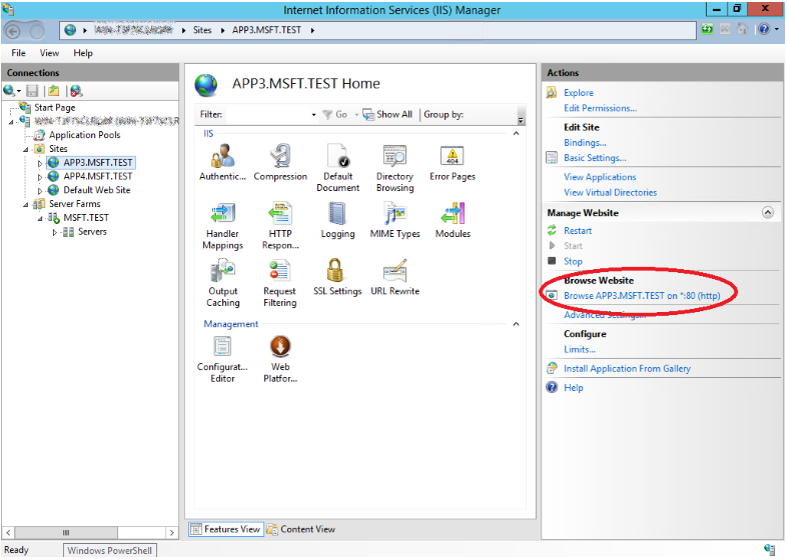 Internet Information Services (IIS) Manager
Sites
APP3.MSFT.TEST
File View Help
Connections
Start Page
Application Pools
Sites
APP3.MSFT.TEST
APP4.MSFT.TEST
Default Web Site
Server Farms
MSFT.TEST
Servers
APP3.MSFT.TEST Home
Filter: Go Show All Group by:
IIS
Authentic... Compression Default Document Directory Browsing Error Pages
Handler Mappings HTTP Respon... Logging MIME Types Modules
Output Caching Request Filtering SSL Settings URL Rewrite
Management
Configurat... Editor Web Platfor...
Features View Content View
Actions
Explore
Edit Permissions...
Edit Site
Bindings...
Basic Settings...
View Applications
View Virtual Directories
Manage Website
Restart
Start
Stop
Browse Website
Browse APP3.MSFT.TEST on *:80 (http)
Advanced Settings...
Configure
Limits...
Install Application From Gallery
Help
Ready
Windows PowerShell